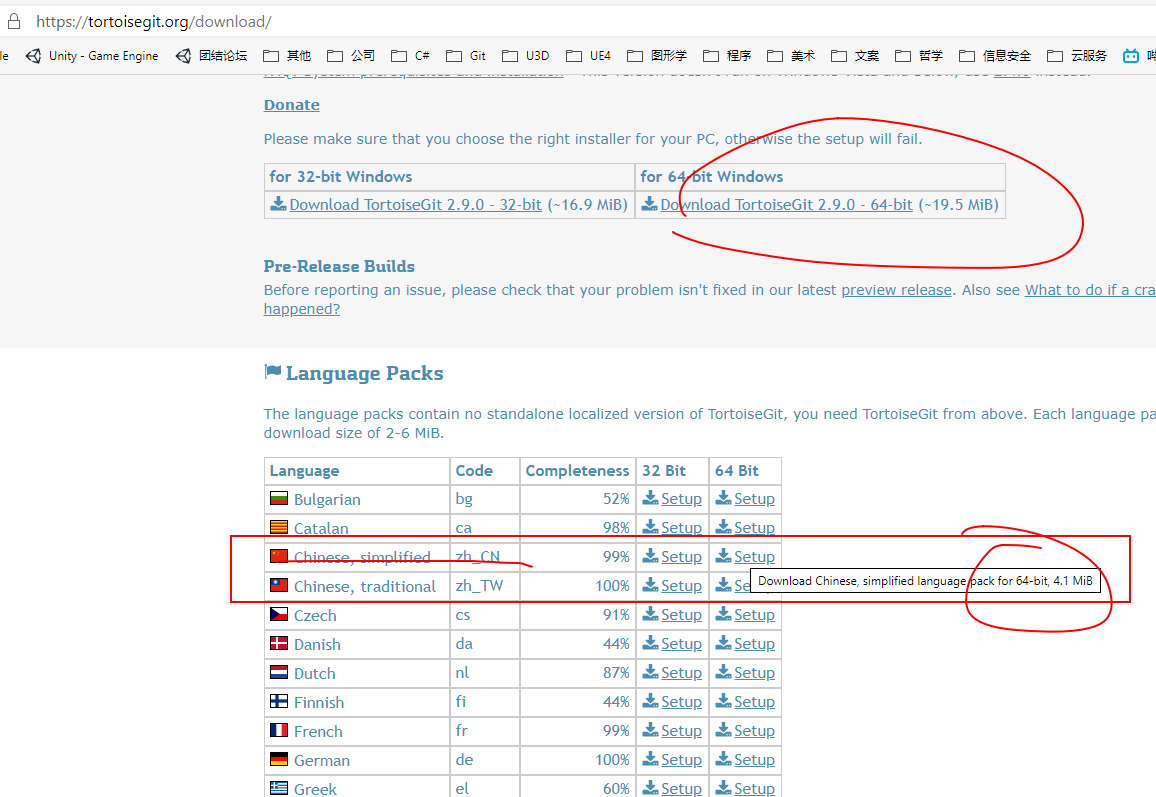 https://tortoisegit.org/download/
le Unity - Game Engine 团结论坛 其他 公司 C# Git U3D UE4 图形学 程序 美术 文案 哲学 信息安全 云服务
Donate
Please make sure that you choose the right installer for your PC, otherwise the setup will fail.
for 32-bit Windows for 64-bit Windows
Download TortoiseGit 2.9.0 - 32-bit (~16.9 MiB) Download TortoiseGit 2.9.0 - 64-bit (~19.5 MiB)
Pre-Release Builds
Before reporting an issue, please check that your problem isn't fixed in our latest preview release. Also see What to do if a cra
happened?
Language Packs
The language packs contain no standalone localized version of TortoiseGit, you need TortoiseGit from above. Each language pa
download size of 2-6 MiB.
Language Code Completeness 32 Bit 64 Bit
Bulgarian bg 52% Setup Setup
Catalan ca 98% Setup Setup
Chinese, simplified zh_CN 99% Setup Setup
Download Chinese, simplified language pack for 64-bit, 4.1 MiB
Chinese, traditional zh_TW 100% Setup Se
Czech cs 91% Setup Setup
Danish da 44% Setup Setup
Dutch nl 87% Setup Setup
Finnish fi 44% Setup Setup
French fr 99% Setup Setup
German de 100% Setup Setup
Greek el 60% Setup Setup